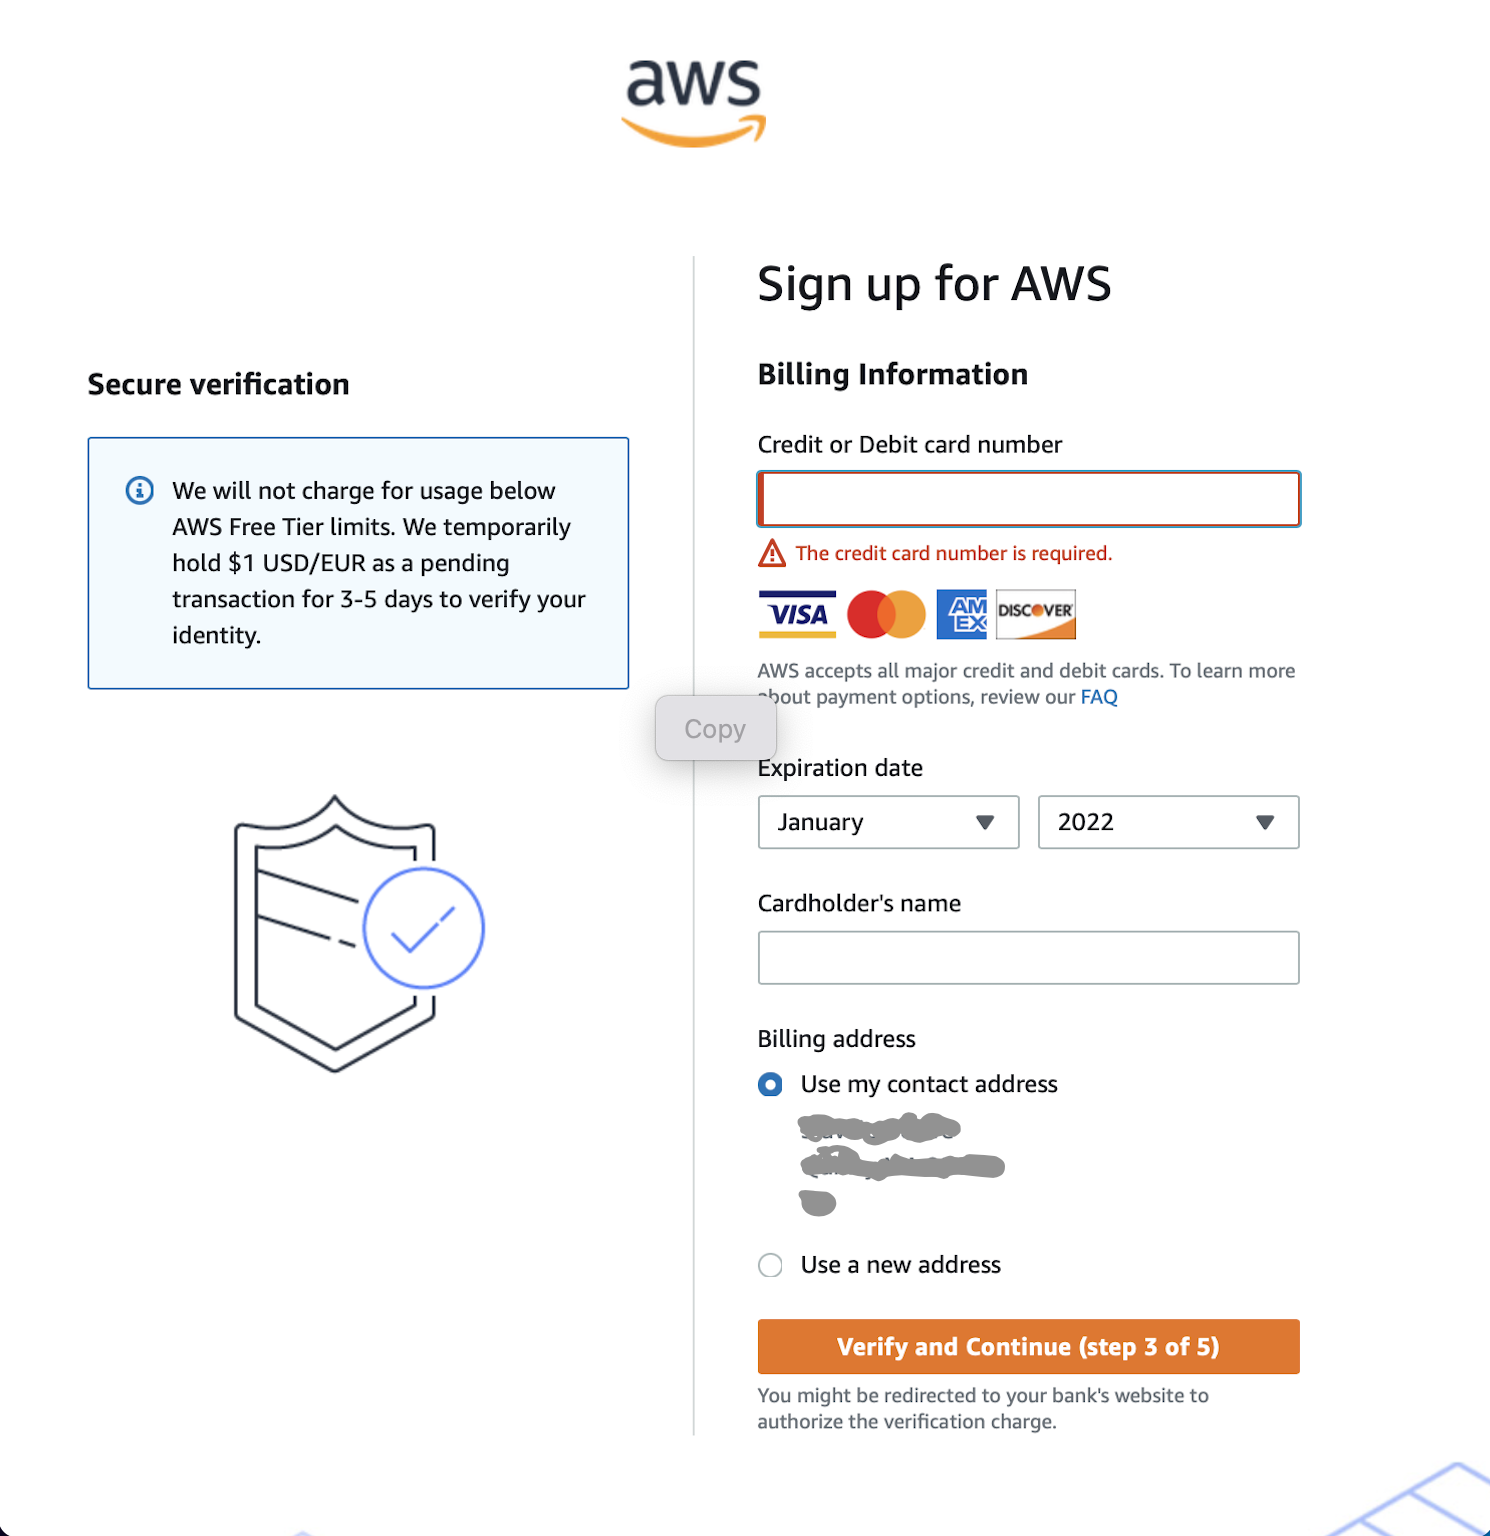 aws
Secure verification
We will not charge for usage below
AWS Free Tier limits. We temporarily
hold $1 USD/EUR as a pending
transaction for 3-5 days to verify your
identity.
Sign up for AWS
Billing Information
Credit or Debit card number
The credit card number is required.
VISA
AM
EX
DISCOVER
AWS accepts all major credit and debit cards. To learn more
about payment options, review our FAQ
Copy
Expiration date
January
2022
Cardholder's name
Billing address
Use my contact address
Use a new address
Verify and Continue (step 3 of 5)
You might be redirected to your bank's website to
authorize the verification charge.